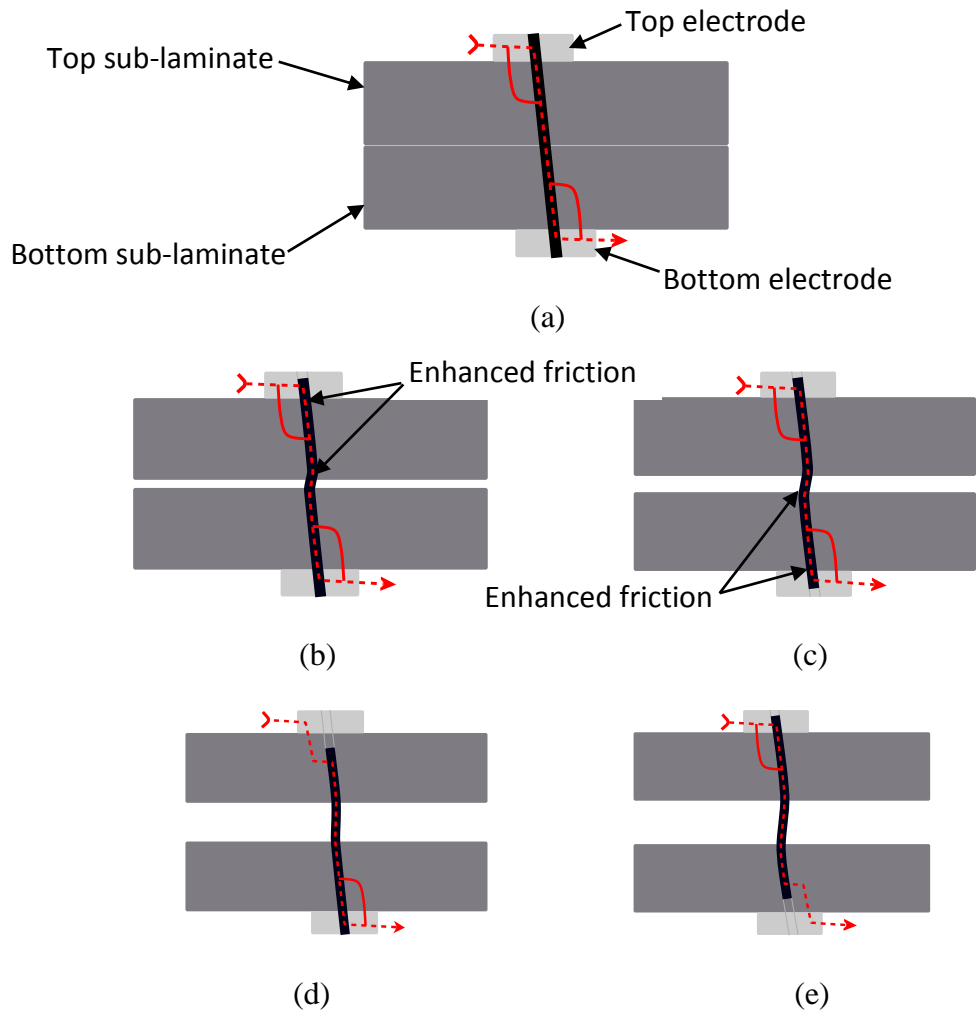 Top electrode
Top sub-laminate
Bottom sub-laminate
Bottom electrode
(a)
Enhanced friction
Enhanced friction
(b)
(c)
(d)
(e)